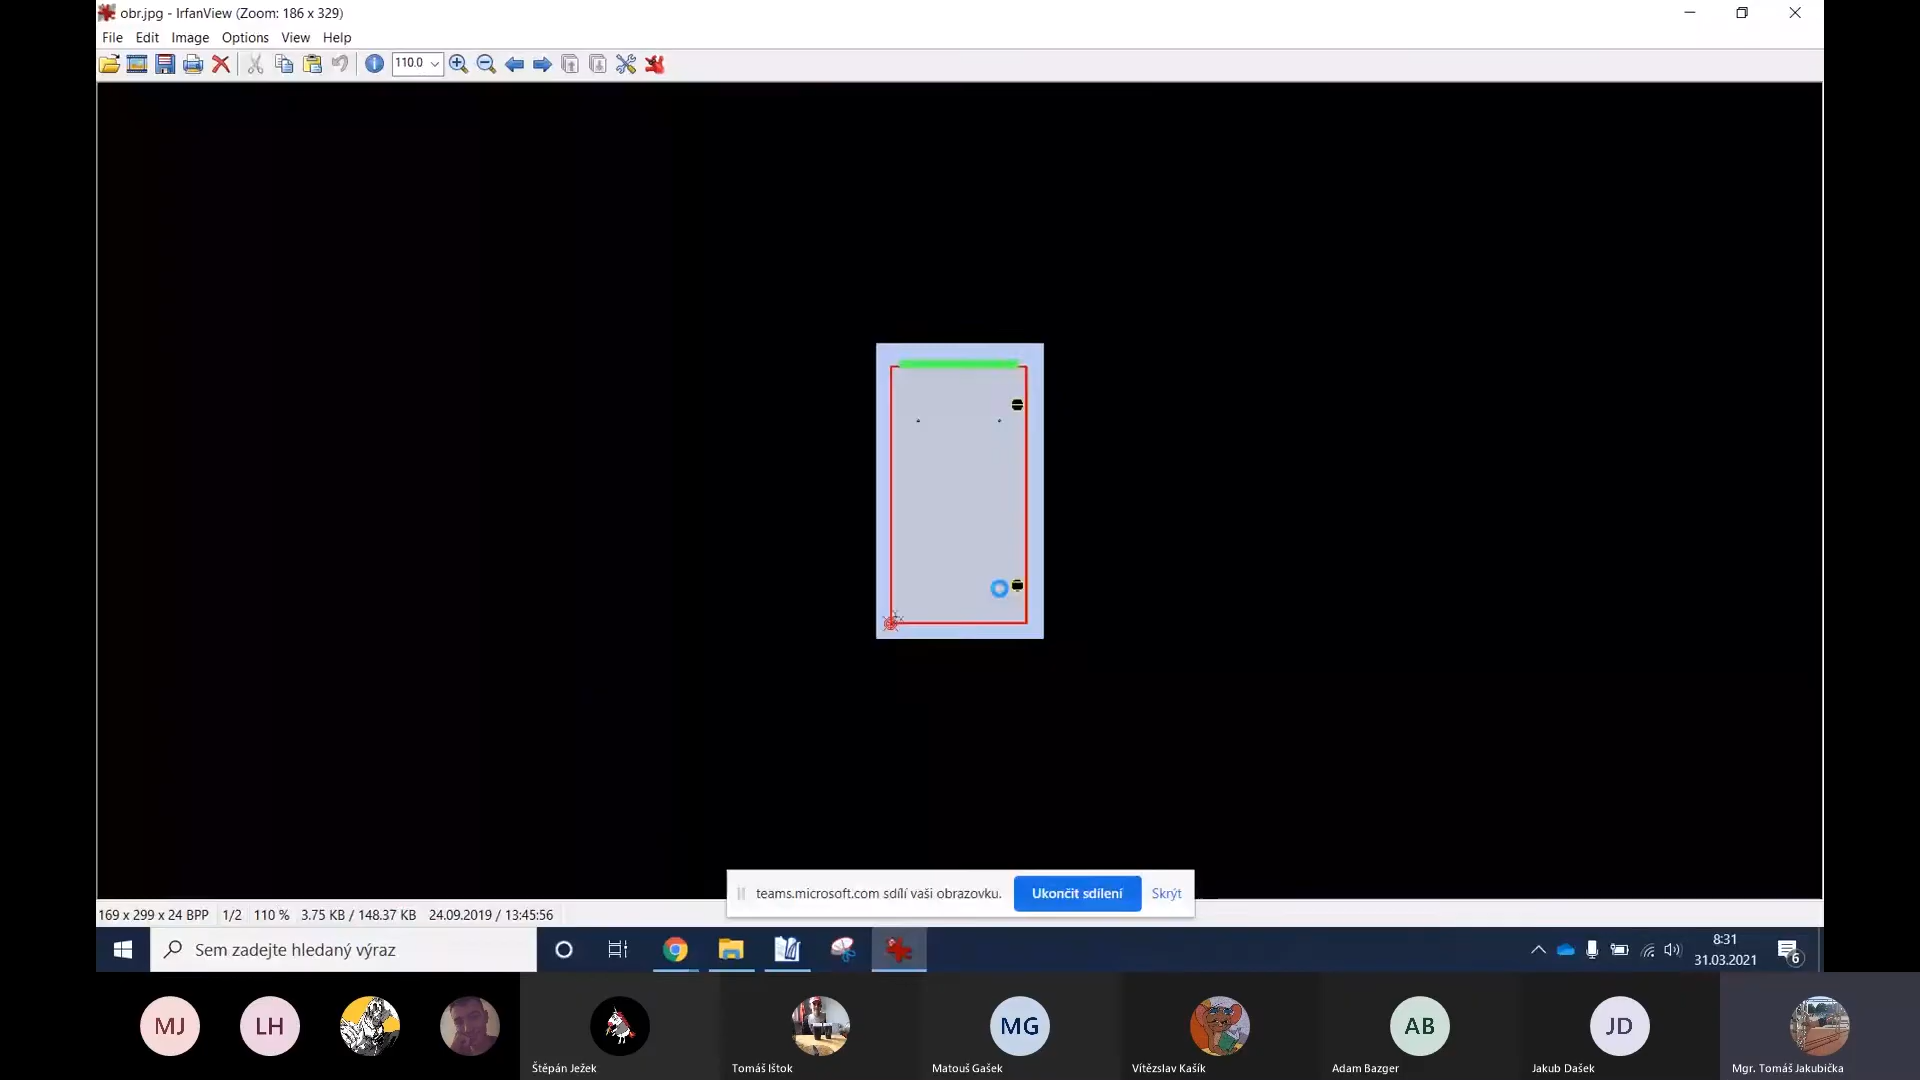 obr.jpg - IrfanView (Zoom: 186 x 329)
File Edit Image Options View Help
110.0
teams.microsoft.com sdílí vaši obrazovku. Ukončit sdílení Skrýt
169 x 299 x 24 BPP 1/2 110 % 3.75 KB / 148.37 KB 24.09.2019 / 13:45:56
Sem zadejte hledaný výraz
8:31
31.03.2021
6
MJ LH MG AB JD
Štěpán Ježek Tomáš Ištok Matouš Gašek Vítězslav Kašík Adam Bazger Jakub Dašek Mgr. Tomáš Jakubička